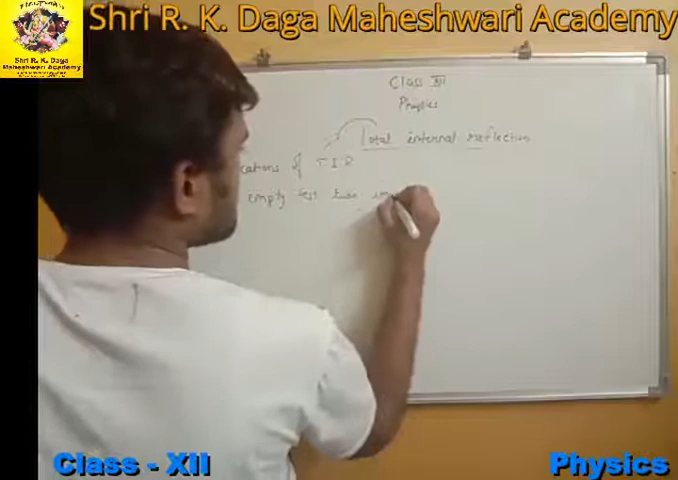 Shri R. K. Daga Maheshwari Academy
Shri R. K. Daga
Maheshwari Academy
Class XII
Physics
Total internal reflection
cations of T.I.R
empty test tube im
Class - XII
Physics